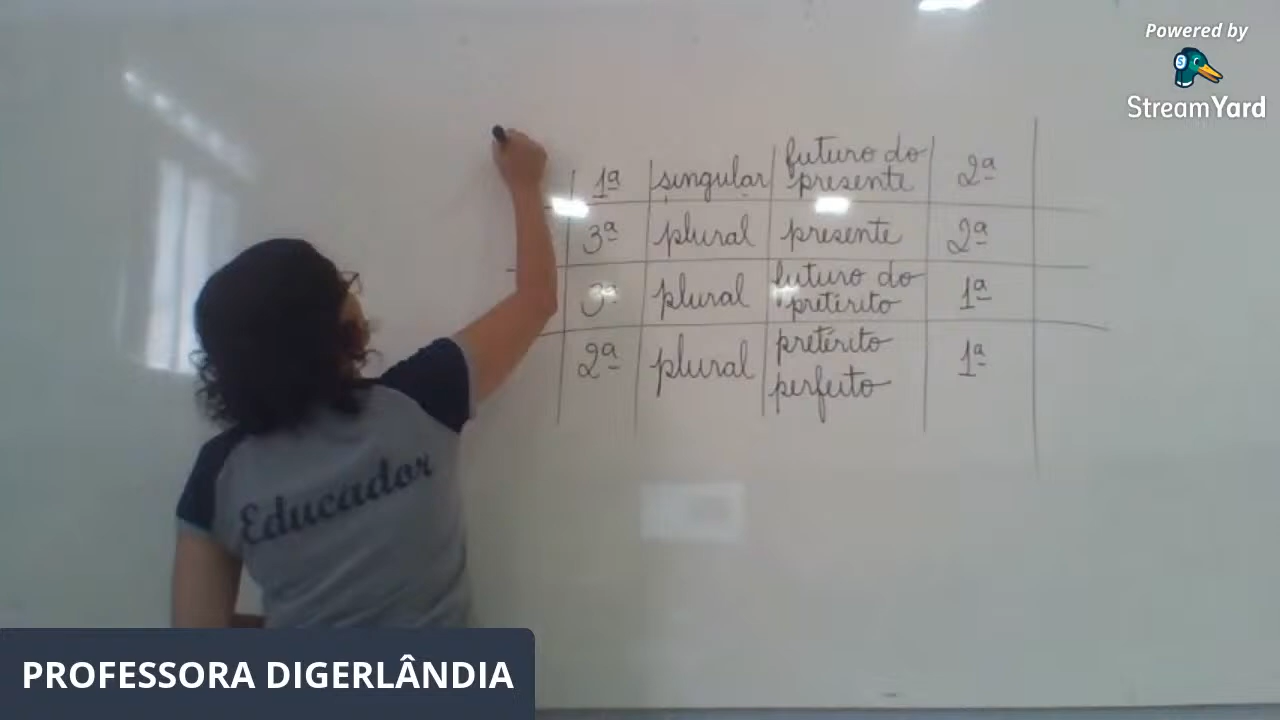 Powered by
StreamYard
1ª singular futuro do presente 2ª
3ª plural presente 2ª
3ª plural futuro do pretérito 1ª
2ª plural pretérito perfeito 1ª
Educador
PROFESSORA DIGERLÂNDIA